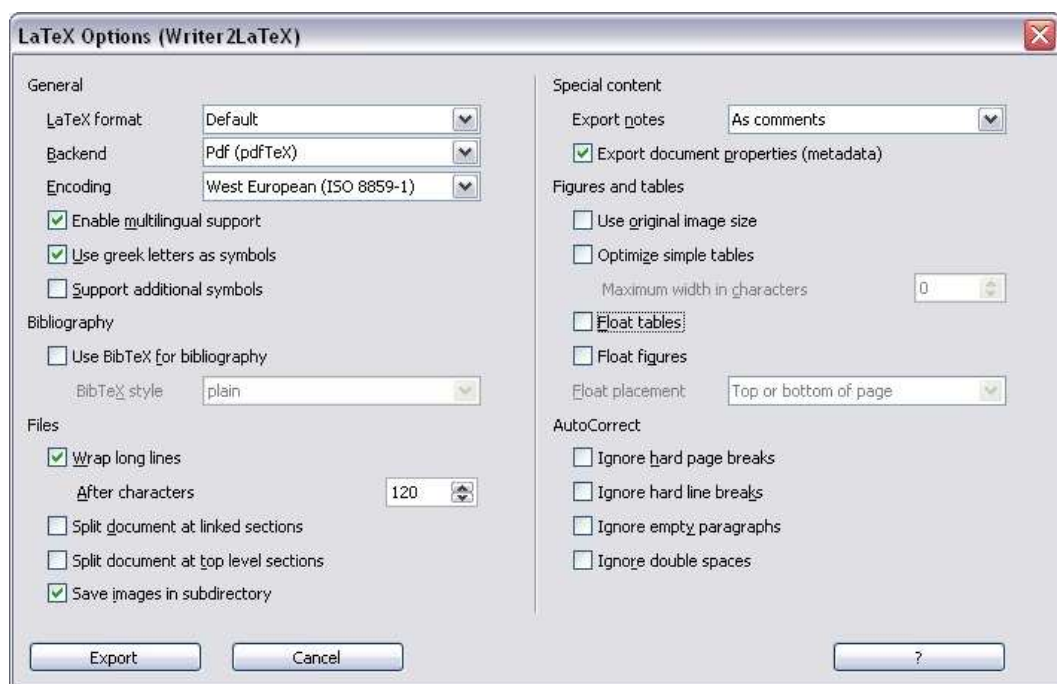 LaTeX Options (Writer2LaTeX)
General
LaTeX format Default
Backend Pdf (pdfTeX)
Encoding West European (ISO 8859-1)
Enable multilingual support
Use greek letters as symbols
Support additional symbols
Bibliography
Use BibTeX for bibliography
BibTeX style plain
Files
Wrap long lines
After characters 120
Split document at linked sections
Split document at top level sections
Save images in subdirectory
Special content
Export notes As comments
Export document properties (metadata)
Figures and tables
Use original image size
Optimize simple tables
Maximum width in characters 0
Float tables
Float figures
Float placement Top or bottom of page
AutoCorrect
Ignore hard page breaks
Ignore hard line breaks
Ignore empty paragraphs
Ignore double spaces
Export Cancel ?